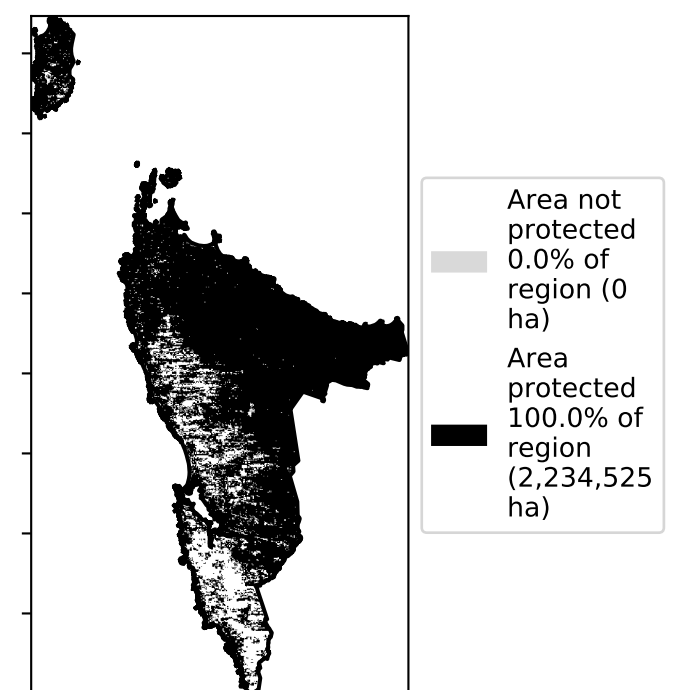 Area not
protected
0.0% of
region (0
ha)
Area
protected
100.0% of
region
(2,234,525
ha)